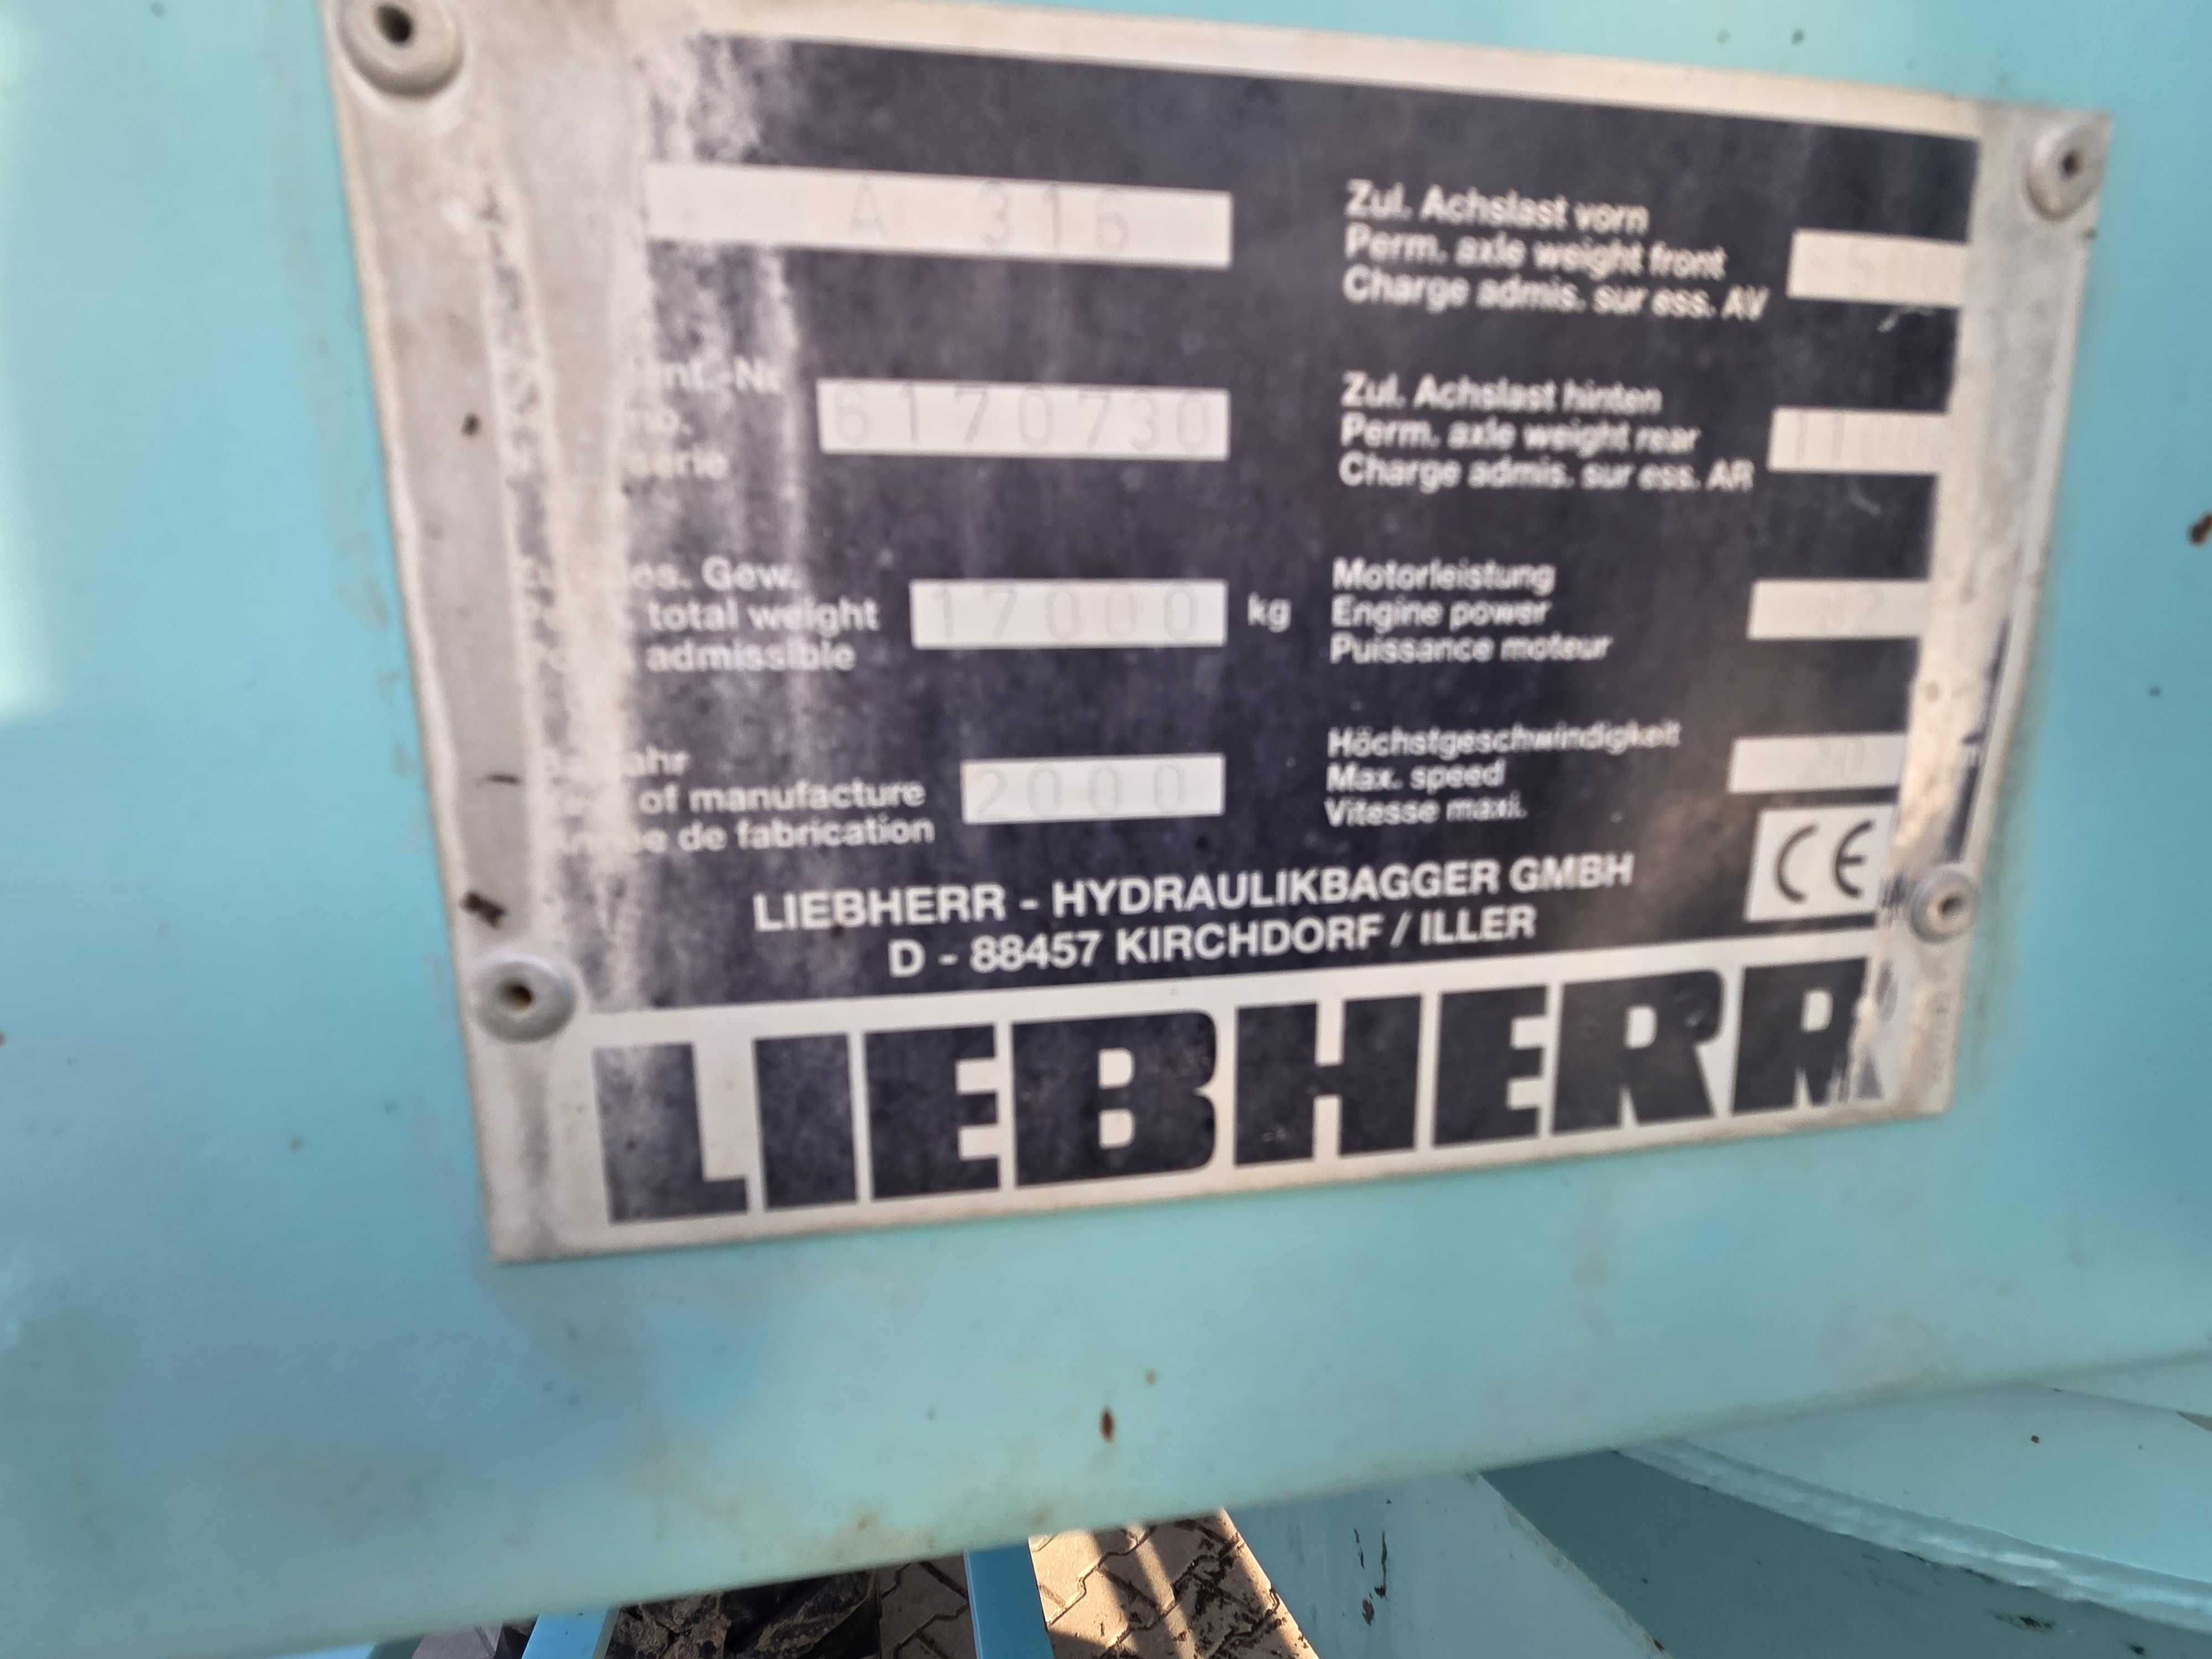 A 316
Zul. Achslast vorn
Perm. axle weight front
Charge admis. sur ess. AV
6170730
Zul. Achslast hinten
Perm. axle weight rear
Charge admis. sur ess. AR
Gew.
total weight
admissible
17000 kg
Motorleistung
Engine power
Puissance moteur
of manufacture
de fabrication
2000
Höchstgeschwindigkeit
Max. speed
Vitesse maxi.
CE
LIEBHERR - HYDRAULIKBAGGER GMBH
D - 88457 KIRCHDORF / ILLER
LIEBHERR